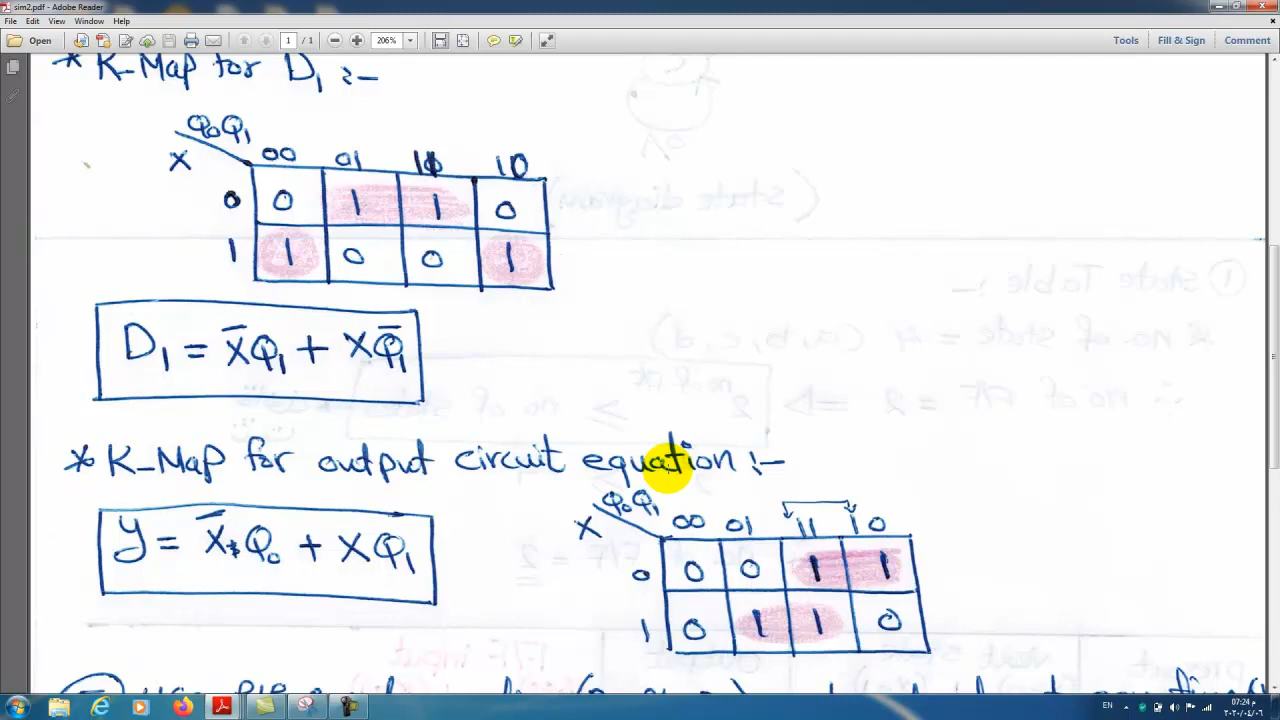 sim2.pdf - Adobe Reader
File Edit View Window Help
Open 1 / 1 206% Tools Fill & Sign Comment
* K-Map for D₁ :-
Q₀Q₁
X 00 01 11 10
0 0 1 1 0
1 1 0 0 1
D₁ = X̅Q₁ + XQ̅₁
* K-Map for output circuit equation :-
Q₀Q₁
X 00 01 11 10
y = X̅·Q₀ + XQ₁
0 0 0 1 1
1 0 1 1 0
EN 07:24 م
٢٠٢٠/٠٤/٠٦